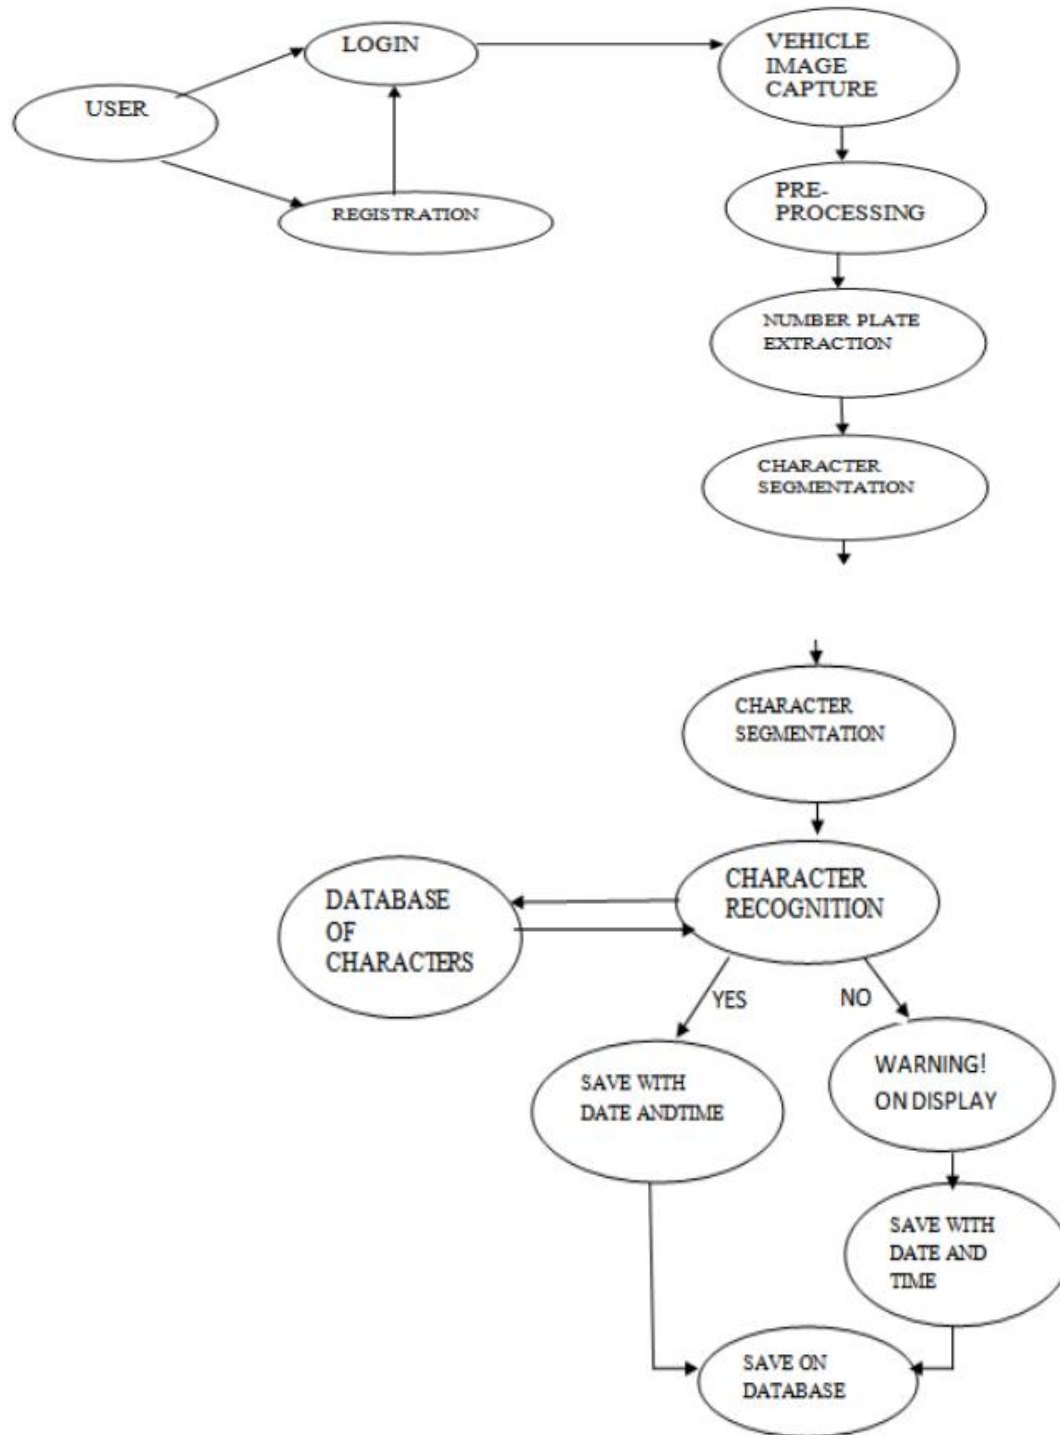 LOGIN
VEHICLE
IMAGE
CAPTURE
USER
REGISTRATION
PRE-
PROCESSING
NUMBER PLATE
EXTRACTION
CHARACTER
SEGMENTATION
CHARACTER
SEGMENTATION
CHARACTER
RECOGNITION
DATABASE
OF
CHARACTERS
YES
NO
SAVE WITH
DATE ANDTIME
WARNING!
ON DISPLAY
SAVE WITH
DATE AND
TIME
SAVE ON
DATABASE